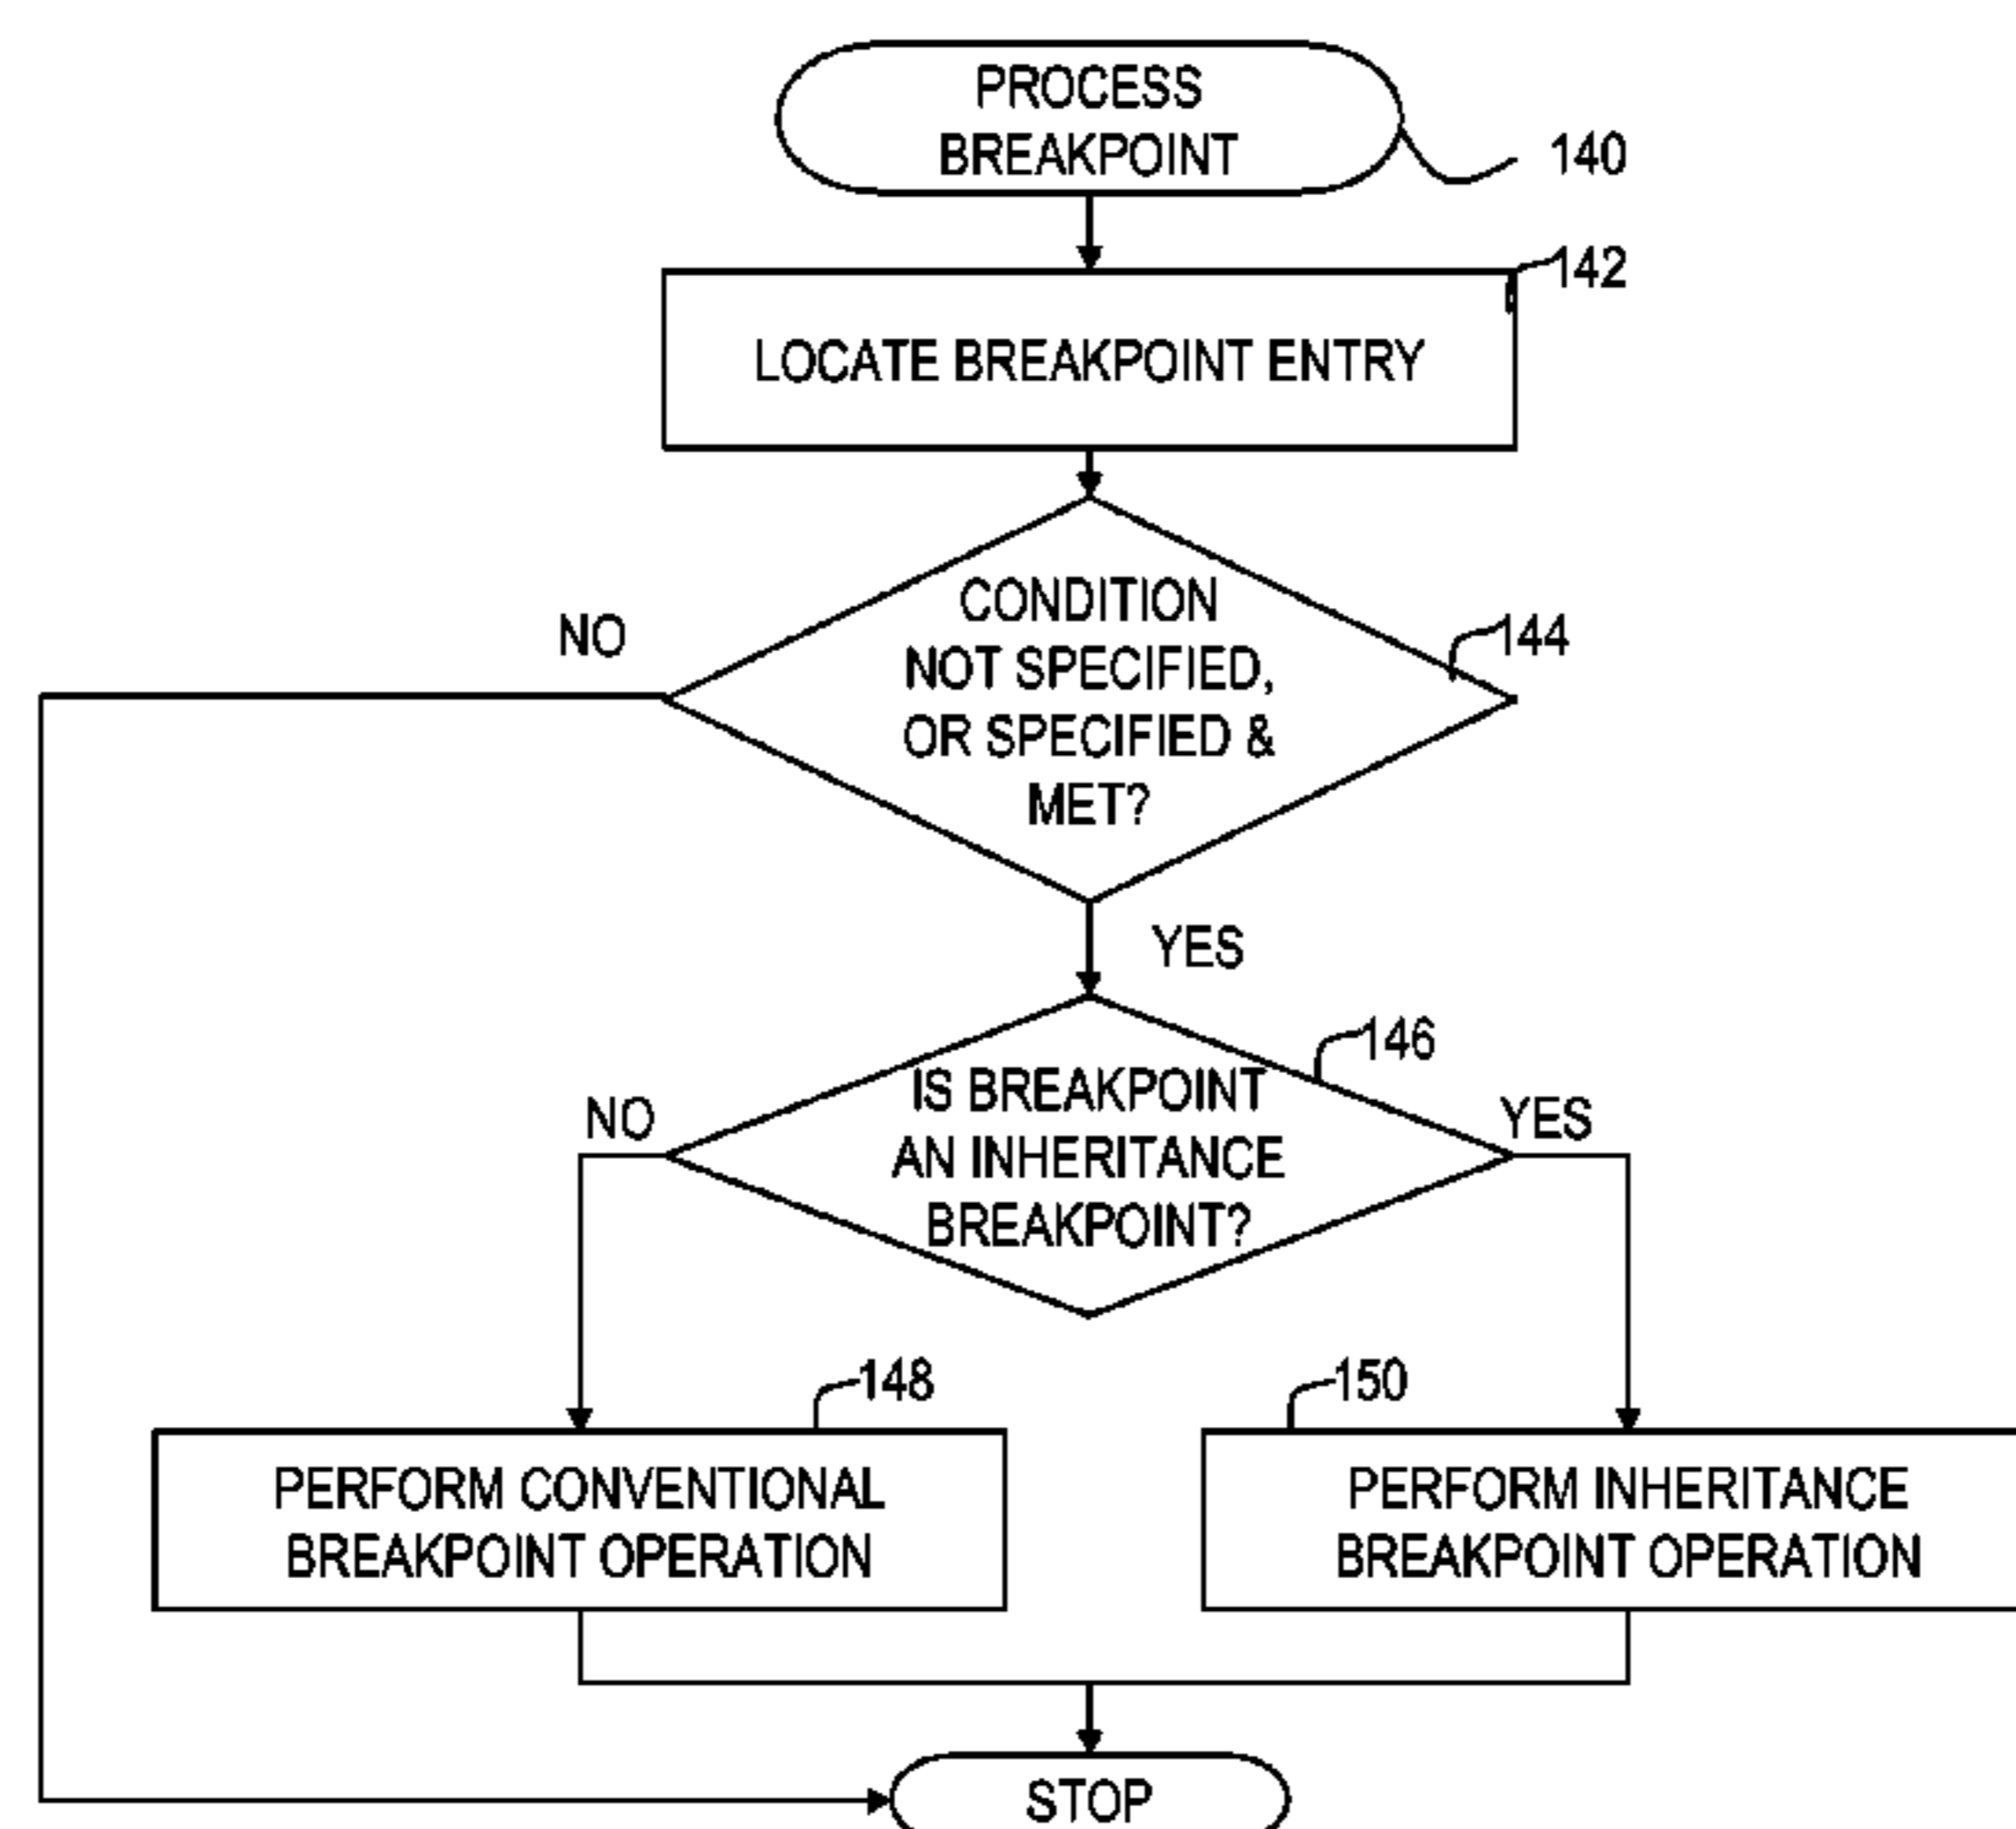 PROCESS
BREAKPOINT
140
142
LOCATE BREAKPOINT ENTRY
CONDITION
NOT SPECIFIED,
OR SPECIFIED &
MET?
NO
144
YES
146
IS BREAKPOINT
AN INHERITANCE
BREAKPOINT?
NO
YES
148
150
PERFORM CONVENTIONAL
BREAKPOINT OPERATION
PERFORM INHERITANCE
BREAKPOINT OPERATION
STOP